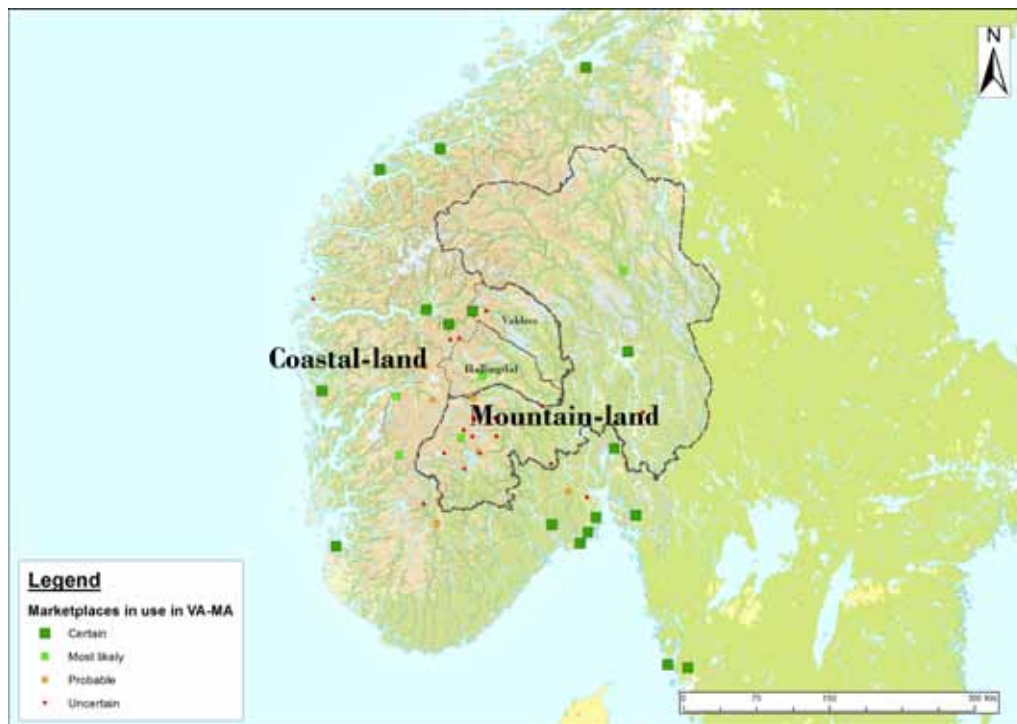 N
Valdres
Coastal-land
Hallingdal
Mountain-land
Legend
Marketplaces in use in VA-MA
Certain
Most likely
Probable
Uncertain
0 75 150 300 Km